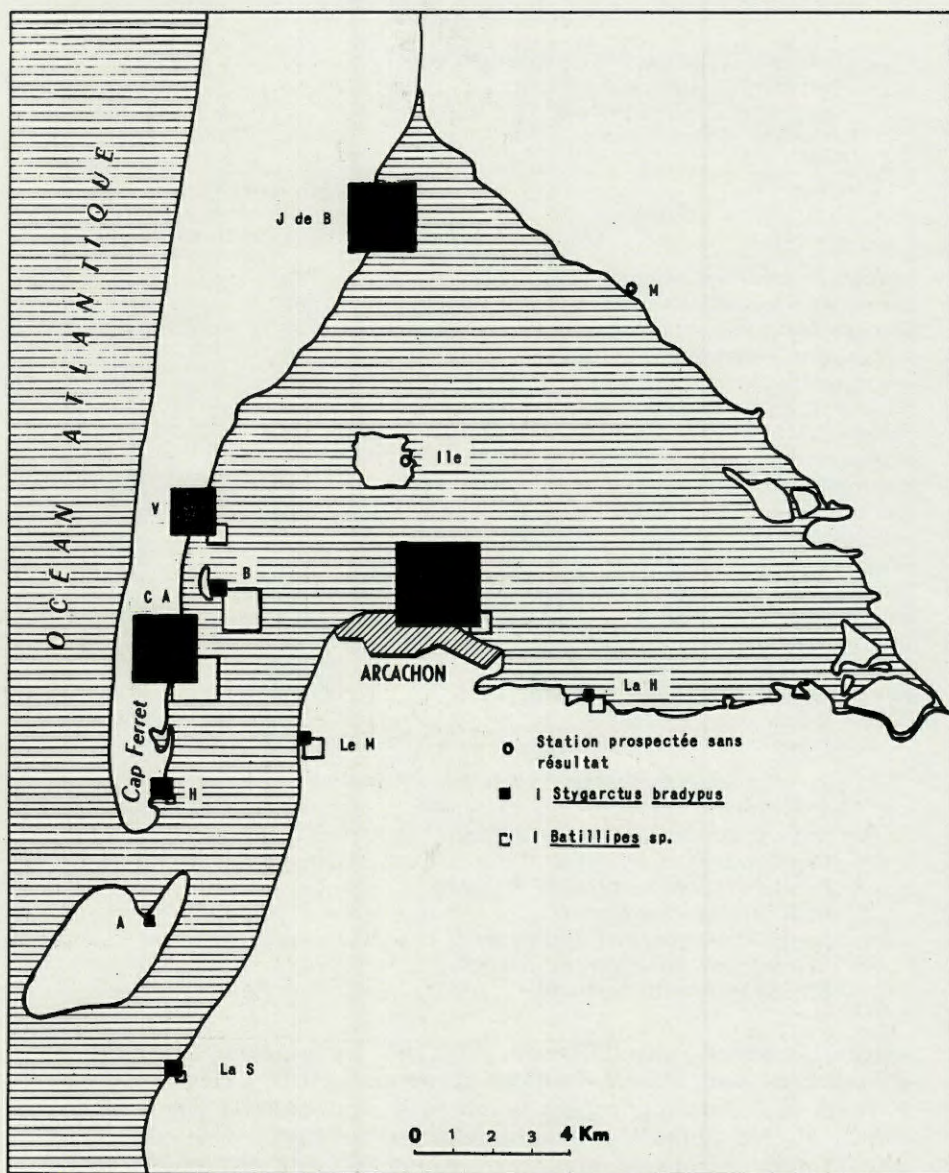 OCEAN ATLANTIQUE
J de B
M
Ile
V
B
C A
ARCACHON
La H
Cap Ferret
Le M
H
Station prospectée sans
résultat
I Stygarctus bradypus
I Batillipes sp.
A
La S
0 1 2 3 4 Km